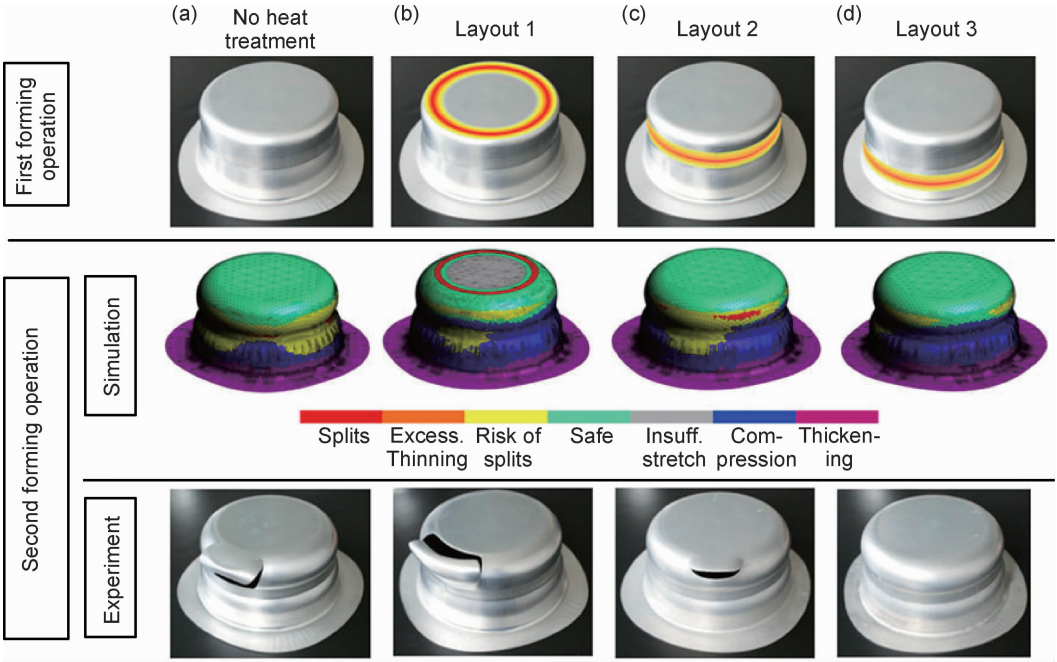 (a)
No heat
treatment
(b)
Layout 1
(c)
Layout 2
(d)
Layout 3
First forming
operation
Second forming operation
Simulation
Splits
Excess.
Thinning
Risk of
splits
Safe
Insuff.
stretch
Com-
pression
Thicken-
ing
Experiment